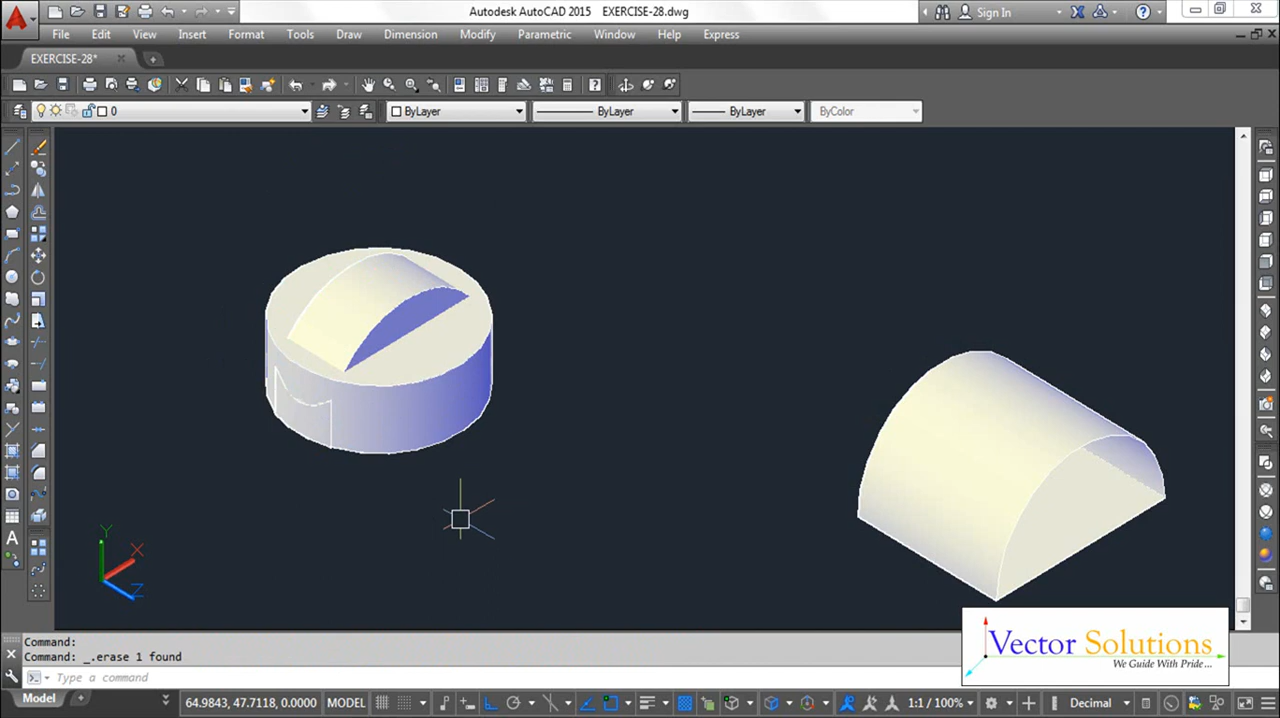 Autodesk AutoCAD 2015 EXERCISE-28.dwg
Sign In
File Edit View Insert Format Tools Draw Dimension Modify Parametric Window Help Express
EXERCISE-28*
0
ByLayer
ByLayer
ByLayer
ByColor
Y
X
Z
Command:
Command: _.erase 1 found
Type a command
Vector Solutions
We Guide With Pride...
Model
64.9843, 47.7118, 0.0000 MODEL
1:1 / 100%
Decimal